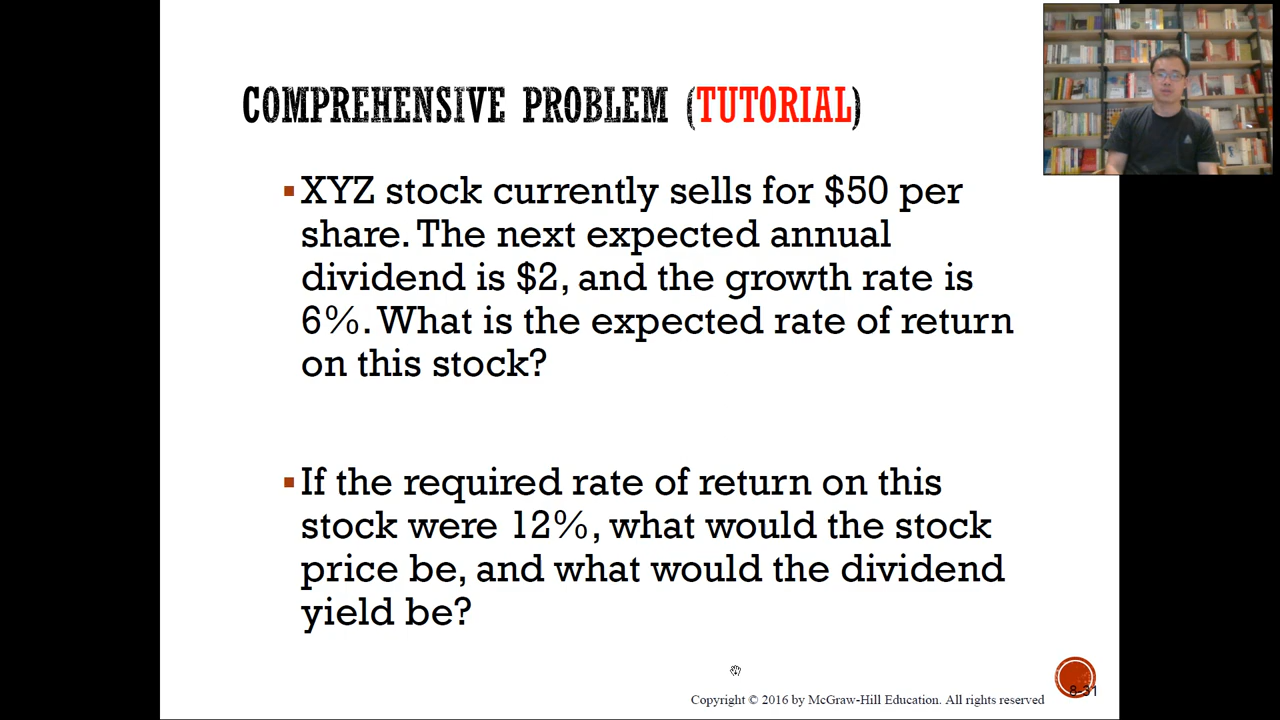 COMPREHENSIVE PROBLEM (TUTORIAL)
▪XYZ stock currently sells for $50 per
share. The next expected annual
dividend is $2, and the growth rate is
6%. What is the expected rate of return
on this stock?
▪If the required rate of return on this
stock were 12%, what would the stock
price be, and what would the dividend
yield be?
Copyright © 2016 by McGraw-Hill Education. All rights reserved
8-31